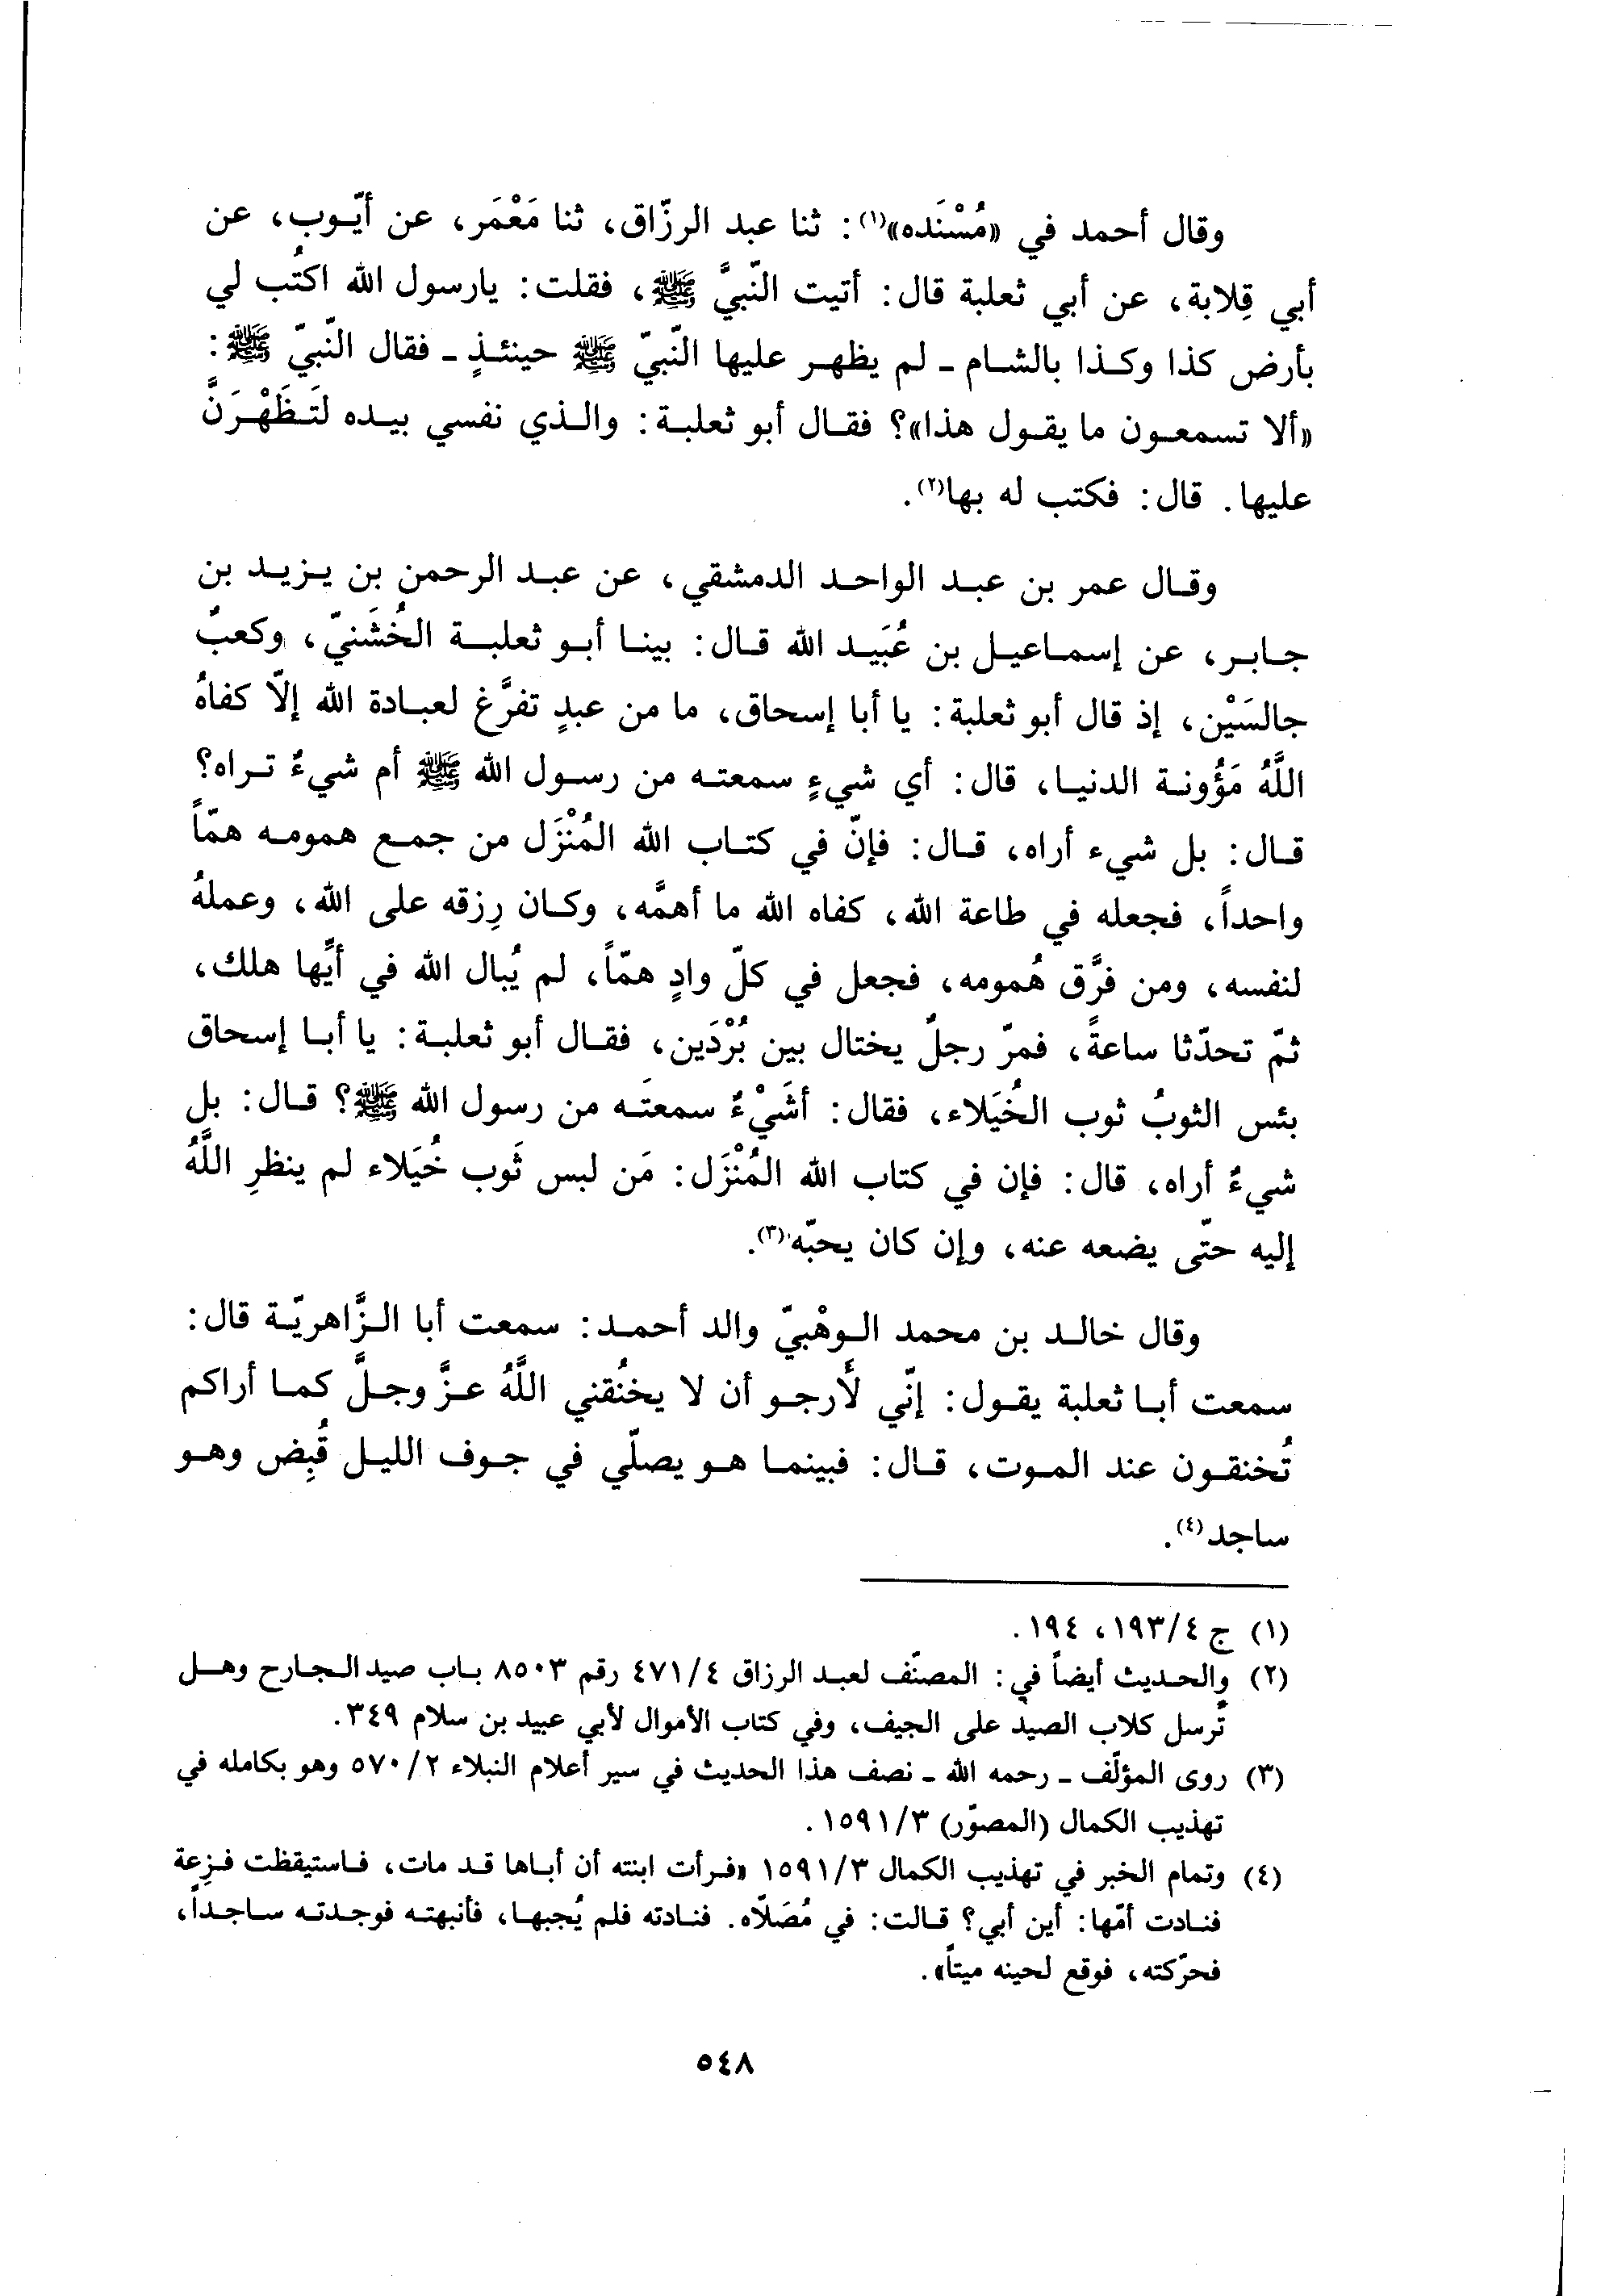 وقال أحمد في «مُسْنَده»(١): ثنا عبد الرزّاق، ثنا مَعْمَر، عن أيّوب، عن
أبي قِلابة، عن أبي ثعلبة قال: أتيت النّبيَّ ﷺ، فقلت: يارسول الله اكتُب لي
بأرض كذا وكذا بالشام ـ لم يظهر عليها النّبيّ ﷺ حينئذٍ ـ فقال النّبيّ ﷺ:
«ألا تسمعون ما يقول هذا»؟ فقال أبو ثعلبة: والذي نفسي بيده لَتَظْهَرَنَّ
عليها. قال: فكتب له بها(٢).
وقال عمر بن عبد الواحد الدمشقي، عن عبد الرحمن بن يزيد بن
جابر، عن إسماعيل بن عُبَيد الله قال: بينا أبو ثعلبة الخُشَنيّ، وكعبٌ
جالسَيْن، إذ قال أبو ثعلبة: يا أبا إسحاق، ما من عبدٍ تفرَّغ لعبادة الله إلّا كفاهُ
اللَّهُ مَؤُونة الدنيا، قال: أي شيءٍ سمعته من رسول الله ﷺ أم شيءٌ تراه؟
قال: بل شيء أراه، قال: فإنّ في كتاب الله المُنْزَل من جمع همومه همّاً
واحداً، فجعله في طاعة الله، كفاه الله ما أهمَّه، وكان رِزقه على الله، وعملهُ
لنفسه، ومن فرَّق هُمومه، فجعل في كلّ وادٍ همّاً، لم يُبال الله في أيِّها هلك،
ثمّ تحدّثا ساعةً، فمرّ رجلٌ يختال بين بُرْدَين، فقال أبو ثعلبة: يا أبا إسحاق
بئس الثوبُ ثوب الخُيَلاء، فقال: أشَيْءٌ سمعتَه من رسول الله ﷺ؟ قال: بل
شيءٌ أراه، قال: فإن في كتاب الله المُنْزَل: مَن لبس ثَوب خُيَلاء لم ينظرِ اللَّهُ
إليه حتّى يضعه عنه، وإن كان يحبّه(٣).
وقال خالد بن محمد الوهْبيّ والد أحمد: سمعت أبا الزَّاهريّة قال:
سمعت أبا ثعلبة يقول: إنّي لَأرجو أن لا يخنُقني اللَّهُ عزَّ وجلَّ كما أراكم
تُخنقون عند الموت، قال: فبينما هو يصلّي في جوف الليل قُبِض وهو
ساجد(٤).
(١) ج ١٩٣/٤، ١٩٤.
(٢) والحديث أيضاً في: المصنّف لعبد الرزاق ٤٧١/٤ رقم ٨٥٠٣ باب صيد الجارح وهل
تُرسل كلاب الصيد على الجيف، وفي كتاب الأموال لأبي عبيد بن سلام ٣٤٩.
(٣) روى المؤلّف ـ رحمه الله ـ نصف هذا الحديث في سير أعلام النبلاء ٥٧٠/٢ وهو بكامله في
تهذيب الكمال (المصوّر) ١٥٩١/٣.
(٤) وتمام الخبر في تهذيب الكمال ١٥٩١/٣ «فرأت ابنته أن أباها قد مات، فاستيقظت فزِعة
فنادت أمّها: أين أبي؟ قالت: في مُصَلّاه. فنادته فلم يُجبها، فأنبهته فوجدته ساجداً،
فحرّكته، فوقع لحينه ميتاً».
٥٤٨